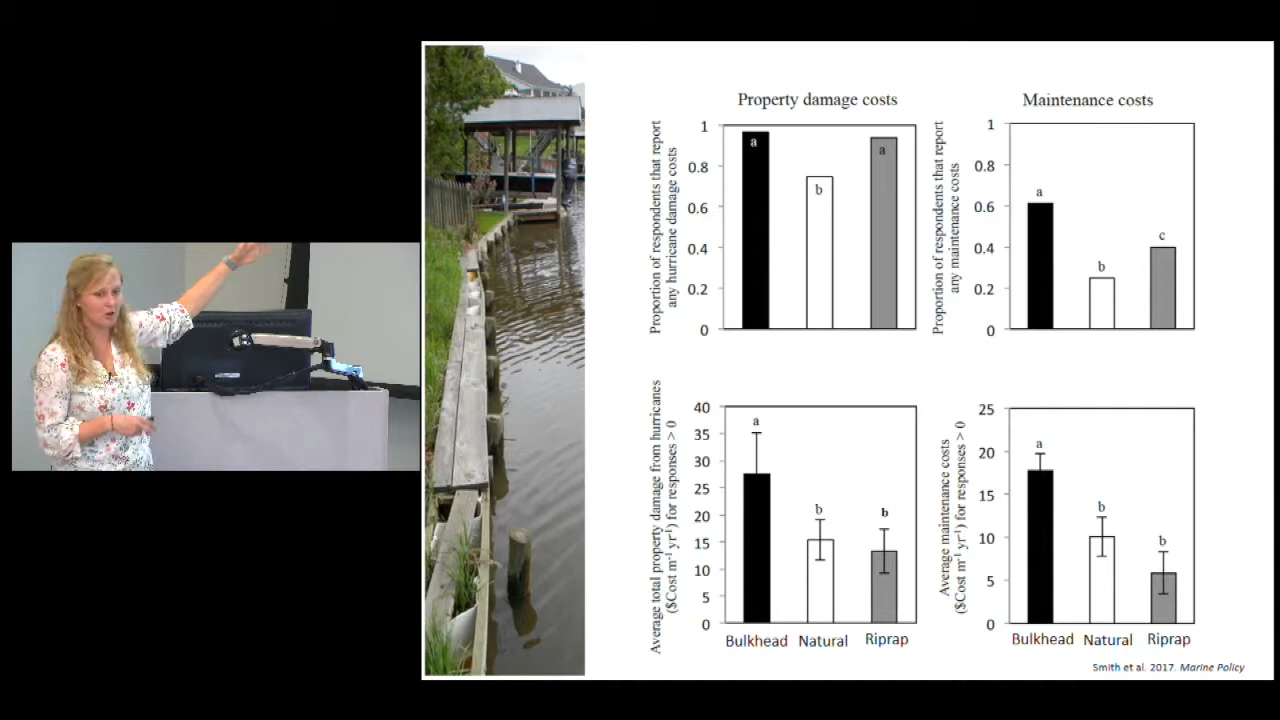 Property damage costs
Maintenance costs
Proportion of respondents that report
any hurricane damage costs
1
0.8
0.6
0.4
0.2
0
a
b
a
Proportion of respondents that report
any maintenance costs
1
0.8
0.6
0.4
0.2
0
a
b
c
Average total property damage from hurricanes
($Cost m-1 yr-1) for responses > 0
40
35
30
25
20
15
10
5
0
a
b
b
Bulkhead Natural Riprap
Average maintenance costs
($Cost m-1 yr-1) for responses > 0
25
20
15
10
5
0
a
b
b
Bulkhead Natural Riprap
Smith et al. 2017. Marine Policy